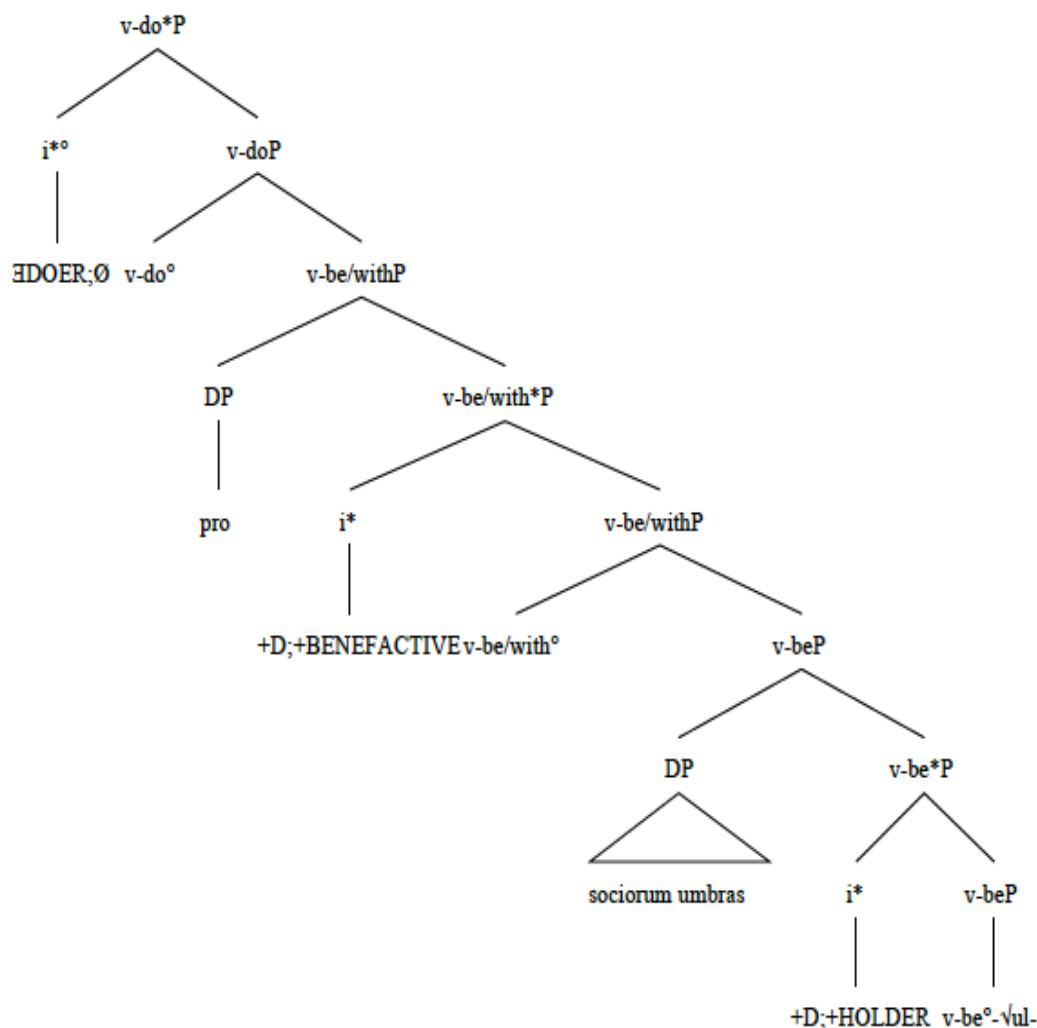 v-do*P
i*° v-doP
ƎDOER;Ø v-do° v-be/withP
DP v-be/with*P
pro i* v-be/withP
+D;+BENEFACTIVE v-be/with° v-beP
DP v-be*P
sociorum umbras i* v-beP
+D;+HOLDER v-be°-√ul-